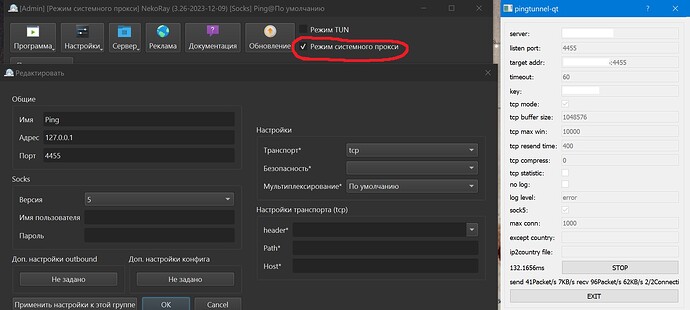 [Admin] [Режим системного прокси] NekoRay (3.26-2023-12-09) [Socks] Ping@По умолчанию
Программа
Настройки
Сервер
Реклама
Документация
Обновление
Режим TUN
Режим системного прокси
Редактировать
Общие
Имя Ping
Адрес 127.0.0.1
Порт 4455
Socks
Версия 5
Имя пользователя
Пароль
Доп. настройки outbound
Доп. настройки конфига
Не задано
Не задано
Применить настройки к этой группе
OK
Cancel
Настройки
Транспорт* tcp
Безопасность*
Мультиплексирование* По умолчанию
Настройки транспорта (tcp)
header*
Path*
Host*
pingtunnel-qt
server:
listen port: 4455
target addr: :4455
timeout: 60
key:
tcp mode:
tcp buffer size: 1048576
tcp max win: 10000
tcp resend time: 400
tcp compress: 0
tcp statistic:
no log:
log level: error
sock5:
max conn: 1000
except country:
ip2country file:
132.1656ms STOP
send 41Packet/s 7KB/s recv 96Packet/s 62KB/s 2/2Connecti
EXIT